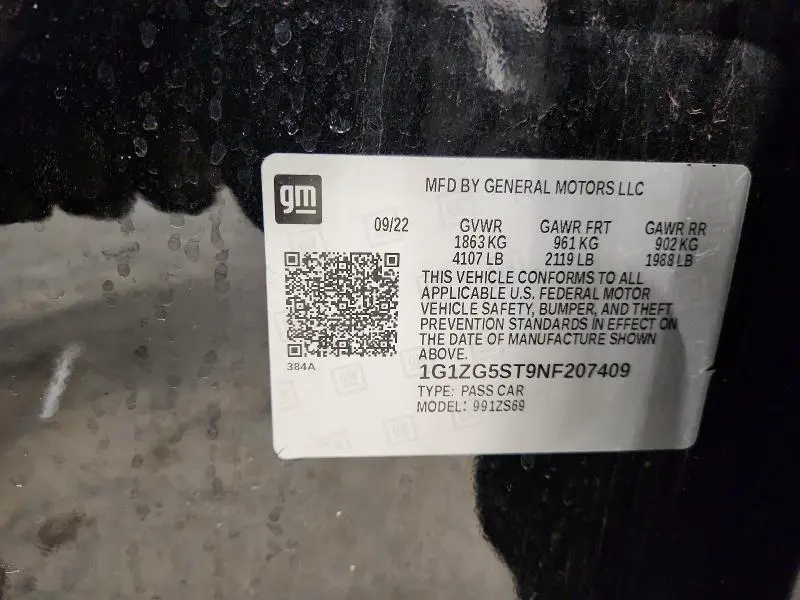 gm
MFD BY GENERAL MOTORS LLC
09/22 GVWR GAWR FRT GAWR RR
1863 KG 961 KG 902 KG
4107 LB 2119 LB 1988 LB
THIS VEHICLE CONFORMS TO ALL
APPLICABLE U.S. FEDERAL MOTOR
VEHICLE SAFETY, BUMPER, AND THEFT
PREVENTION STANDARDS IN EFFECT ON
THE DATE OF MANUFACTURE SHOWN
ABOVE.
384A
1G1ZG5ST9NF207409
TYPE: PASS CAR
MODEL: 991ZS69